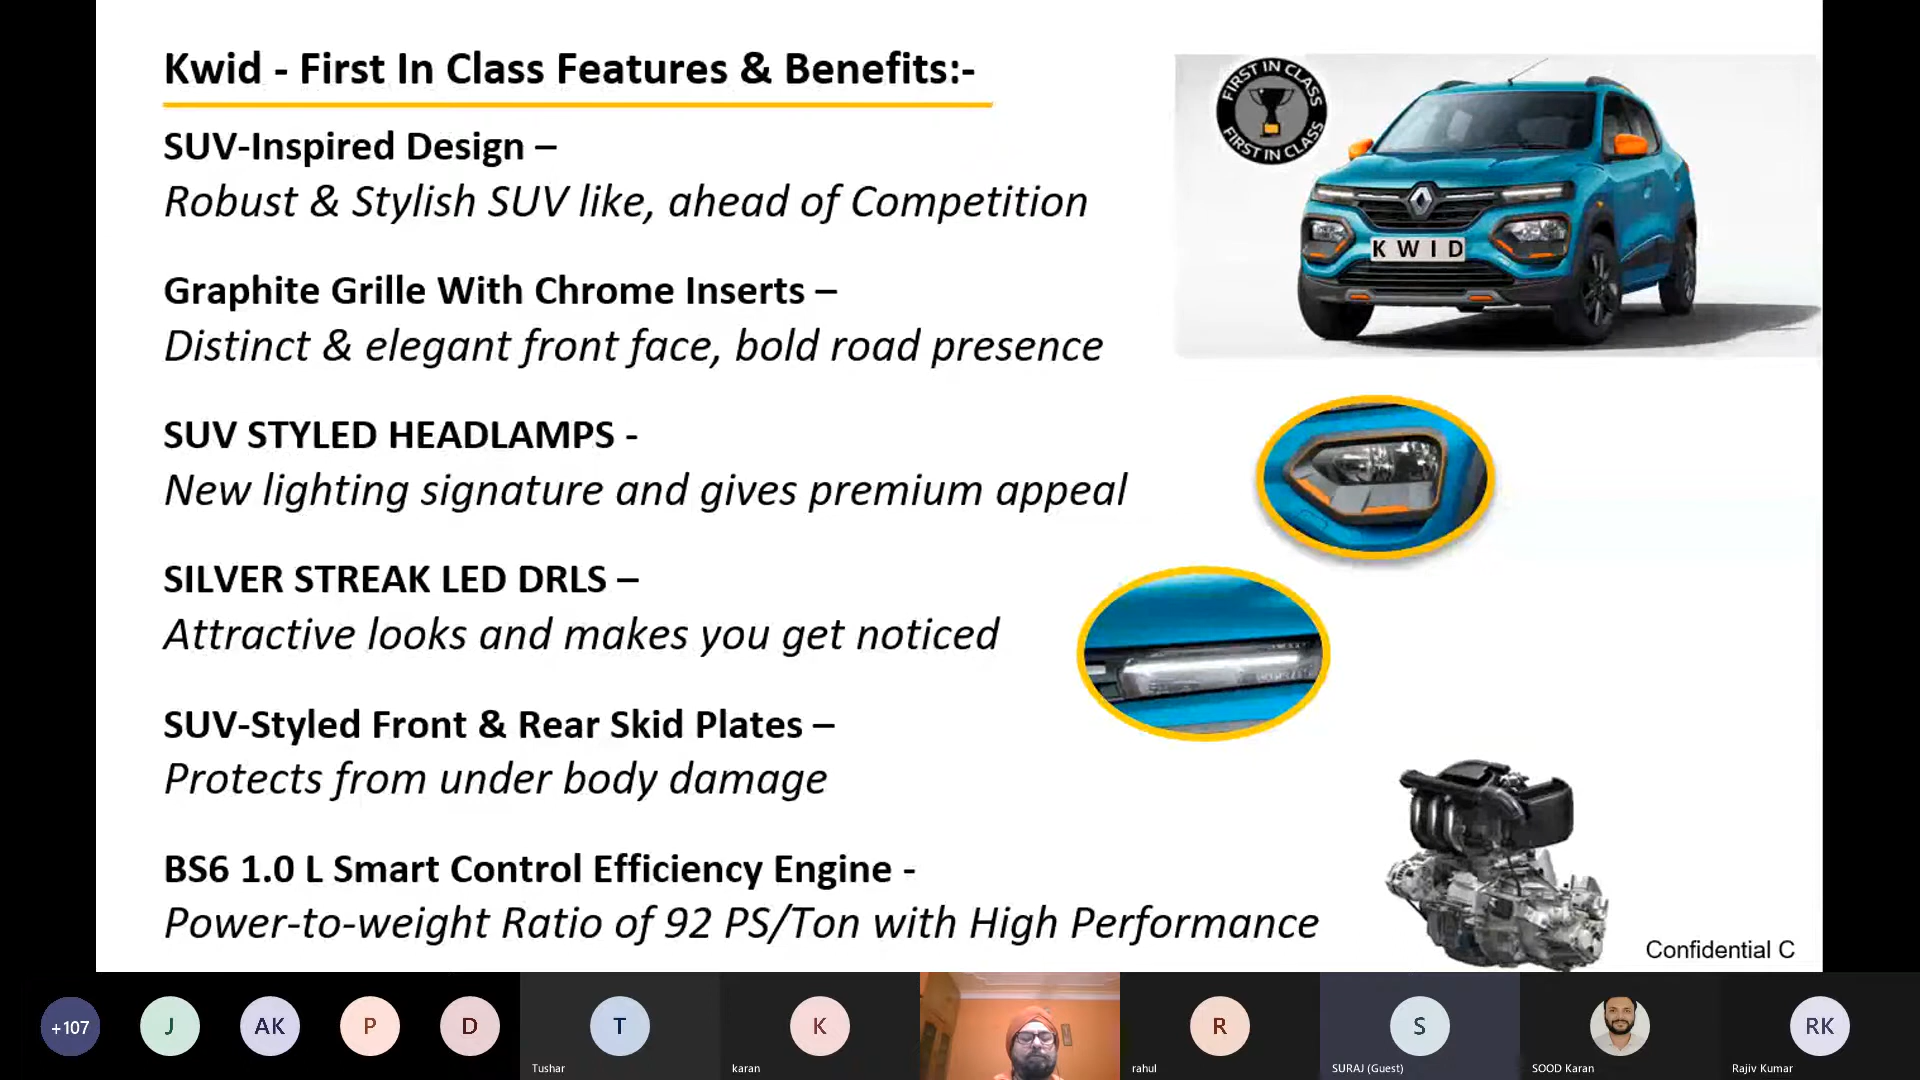 Kwid - First In Class Features & Benefits:-
FIRST IN CLASS
FIRST IN CLASS
K W I D
SUV-Inspired Design –
Robust & Stylish SUV like, ahead of Competition
Graphite Grille With Chrome Inserts –
Distinct & elegant front face, bold road presence
SUV STYLED HEADLAMPS -
New lighting signature and gives premium appeal
SILVER STREAK LED DRLS –
Attractive looks and makes you get noticed
SUV-Styled Front & Rear Skid Plates –
Protects from under body damage
BS6 1.0 L Smart Control Efficiency Engine -
Power-to-weight Ratio of 92 PS/Ton with High Performance
Confidential C
+107
J
AK
P
D
T
K
R
S
RK
Tushar
karan
rahul
SURAJ (Guest)
SOOD Karan
Rajiv Kumar